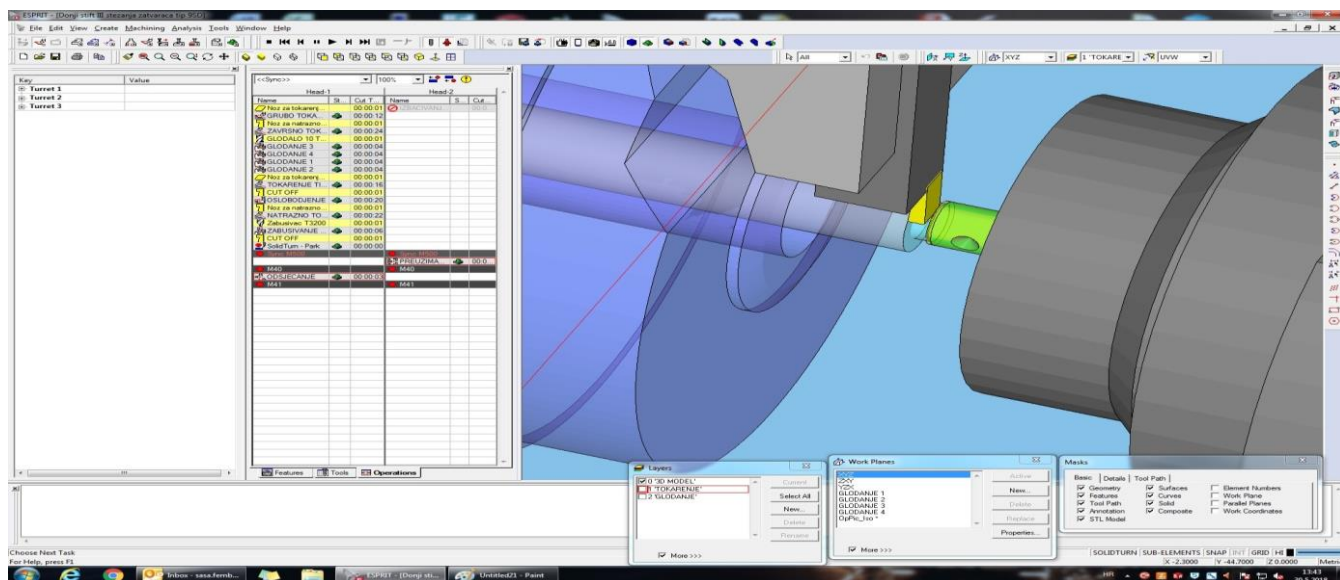 ESPRIT - [Donji stift III stezanja zatvaraca tip 95D]
File Edit View Create Machining Analysis Tools Window Help
All
XYZ
1 'TOKARE
UVW
Key Value
Turret 1
Turret 2
Turret 3
<<Sync>> 100%
Head-1 Head-2
Name St... Cut T... Name S... Cut...
Noz za tokarenj... 00:00:01 IZBACIVANJ... 00:0...
GRUBO TOKA... 00:00:12
Noz za natrazno... 00:00:01
ZAVRSNO TOK... 00:00:24
GLODALO 10 T... 00:00:01
GLODANJE 3 00:00:04
GLODANJE 4 00:00:04
GLODANJE 1 00:00:04
GLODANJE 2 00:00:04
Noz za tokarenj... 00:00:01
TOKARENJE TI... 00:00:16
CUT OFF 00:00:01
OSLOBODJENJE 00:00:20
Noz za natrazno... 00:00:01
NATRAZNO TO... 00:00:22
Zabusivac T3200 00:00:01
ZABUSIVANJE... 00:00:06
CUT OFF 00:00:01
SolidTurn - Park 00:00:00
PREUZIMA... 00:0...
M40 M40
ODSJECANJE 00:00:03
M41 M41
Features Tools Operations
Layers
0 '3D MODEL'
1 'TOKARENJE'
2 'GLODANJE'
Current
Select All
New...
Delete
Rename
More >>>
Work Planes
XYZ
ZXY
YZX
GLODANJE 1
GLODANJE 2
GLODANJE 3
GLODANJE 4
OpPic_Iso *
Active
New...
Delete
Replace
Properties...
More >>>
Masks
Basic Details Tool Path
Geometry Surfaces Element Numbers
Features Curves Work Plane
Tool Path Solid Parallel Planes
Annotation Composite Work Coordinates
STL Model
Choose Next Task
For Help, press F1
SOLIDTURN SUB-ELEMENTS SNAP INT GRID HI
X -2.3000 Y -44.7000 Z 0.0000 Metric
Inbox - sasa.femb...
ESPRIT - [Donji sti...
Untitled21 - Paint
HR
13:43